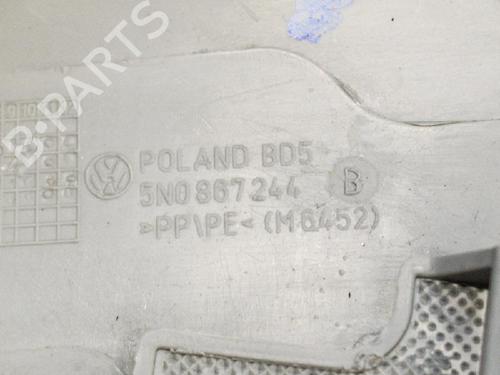 B-PARTS
POLAND BD5
5N0 867 244 B
>PP\PE< (M6452)